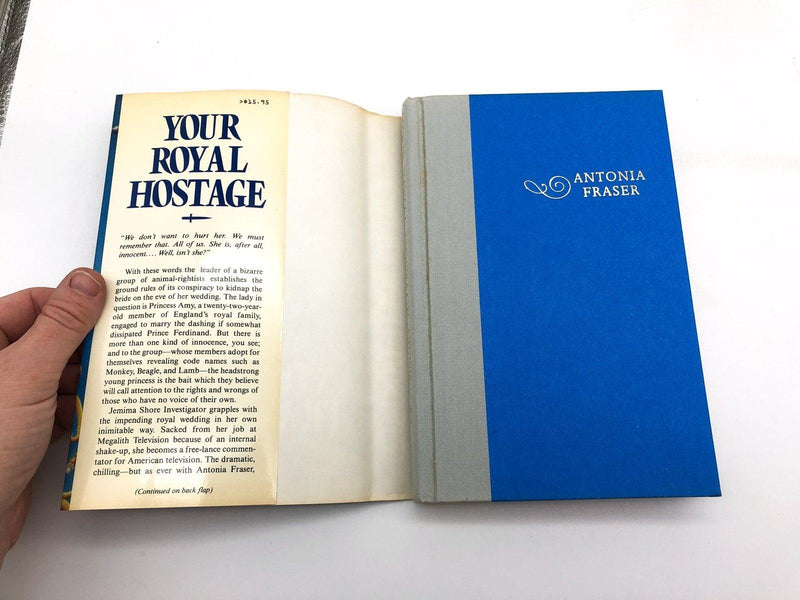 >$15.95
YOUR
ROYAL
HOSTAGE
"We don't want to hurt her. We must
remember that. All of us. She is, after all,
innocent.... Well, isn't she?"
With these words the leader of a bizarre
group of animal-rightists establishes the
ground rules of its conspiracy to kidnap the
bride on the eve of her wedding. The lady in
question is Princess Amy, a twenty-two-year-
old member of England's royal family,
engaged to marry the dashing if somewhat
dissipated Prince Ferdinand. But there is
more than one kind of innocence, you see;
and to the group—whose members adopt for
themselves revealing code names such as
Monkey, Beagle, and Lamb—the headstrong
young princess is the bait which they believe
will call attention to the rights and wrongs of
those who have no voice of their own.
Jemima Shore Investigator grapples with
the impending royal wedding in her own
inimitable way. Sacked from her job at
Megalith Television because of an internal
shake-up, she becomes a free-lance commen-
tator for American television. The dramatic,
chilling—but as ever with Antonia Fraser,
(Continued on back flap)
ANTONIA
FRASER